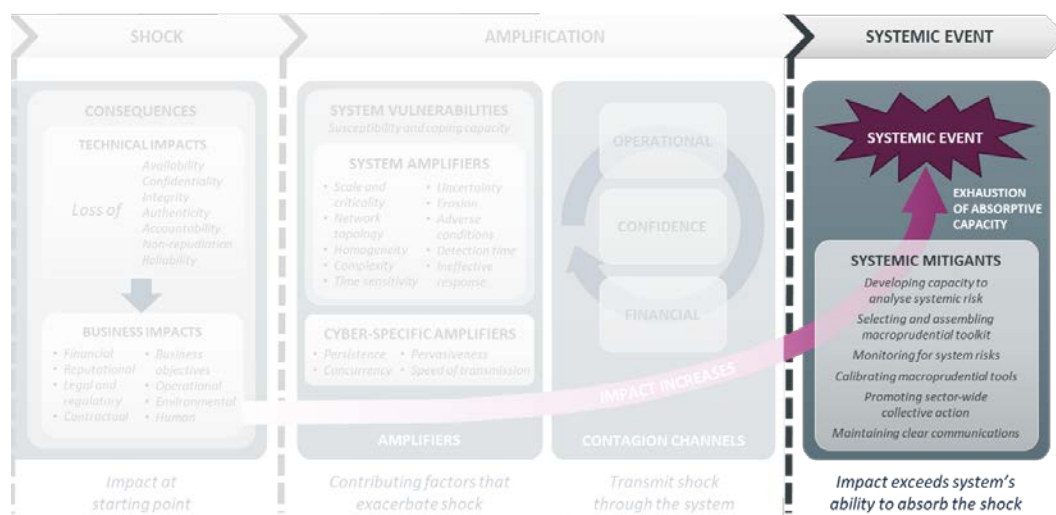 SHOCK
AMPLIFICATION
SYSTEMIC EVENT
CONSEQUENCES
TECHNICAL IMPACTS
Loss of
Availability
Confidentiality
Integrity
Authenticity
Accountability
Non-repudiation
Reliability
BUSINESS IMPACTS
• Financial
• Reputational
• Legal and
regulatory
• Contractual
• Business
objectives
• Operational
• Environmental
• Human
Impact at
starting point
SYSTEM VULNERABILITIES
Susceptibility and coping capacity
SYSTEM AMPLIFIERS
• Scale and
criticality
• Network
topology
• Homogeneity
• Complexity
• Time sensitivity
• Uncertainty
• Erosion
• Adverse
conditions
• Detection time
• Ineffective
response
CYBER-SPECIFIC AMPLIFIERS
• Persistence
• Concurrency
• Pervasiveness
• Speed of transmission
AMPLIFIERS
Contributing factors that
exacerbate shock
OPERATIONAL
CONFIDENCE
FINANCIAL
IMPACT INCREASES
CONTAGION CHANNELS
Transmit shock
through the system
SYSTEMIC EVENT
EXHAUSTION
OF ABSORPTIVE
CAPACITY
SYSTEMIC MITIGANTS
Developing capacity to
analyse systemic risk
Selecting and assembling
macroprudential toolkit
Monitoring for system risks
Calibrating macroprudential tools
Promoting sector-wide
collective action
Maintaining clear communications
Impact exceeds system's
ability to absorb the shock